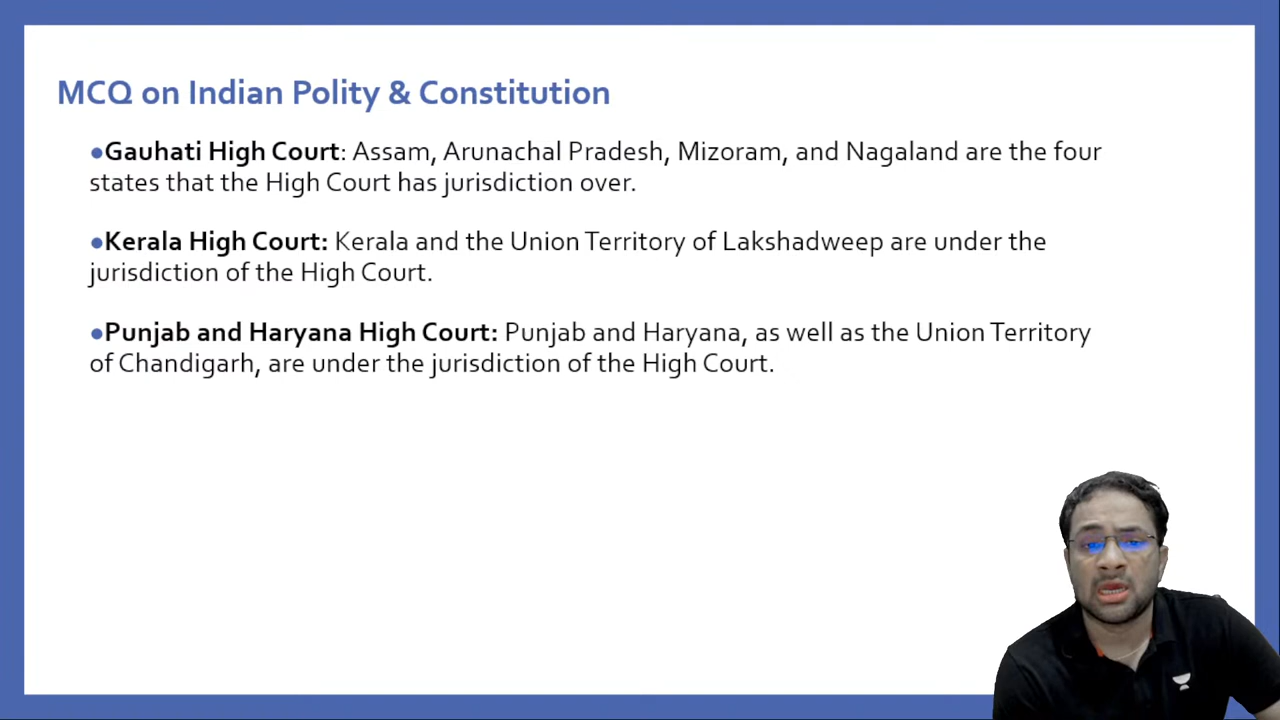 MCQ on Indian Polity & Constitution
●Gauhati High Court: Assam, Arunachal Pradesh, Mizoram, and Nagaland are the four
states that the High Court has jurisdiction over.
●Kerala High Court: Kerala and the Union Territory of Lakshadweep are under the
jurisdiction of the High Court.
●Punjab and Haryana High Court: Punjab and Haryana, as well as the Union Territory
of Chandigarh, are under the jurisdiction of the High Court.